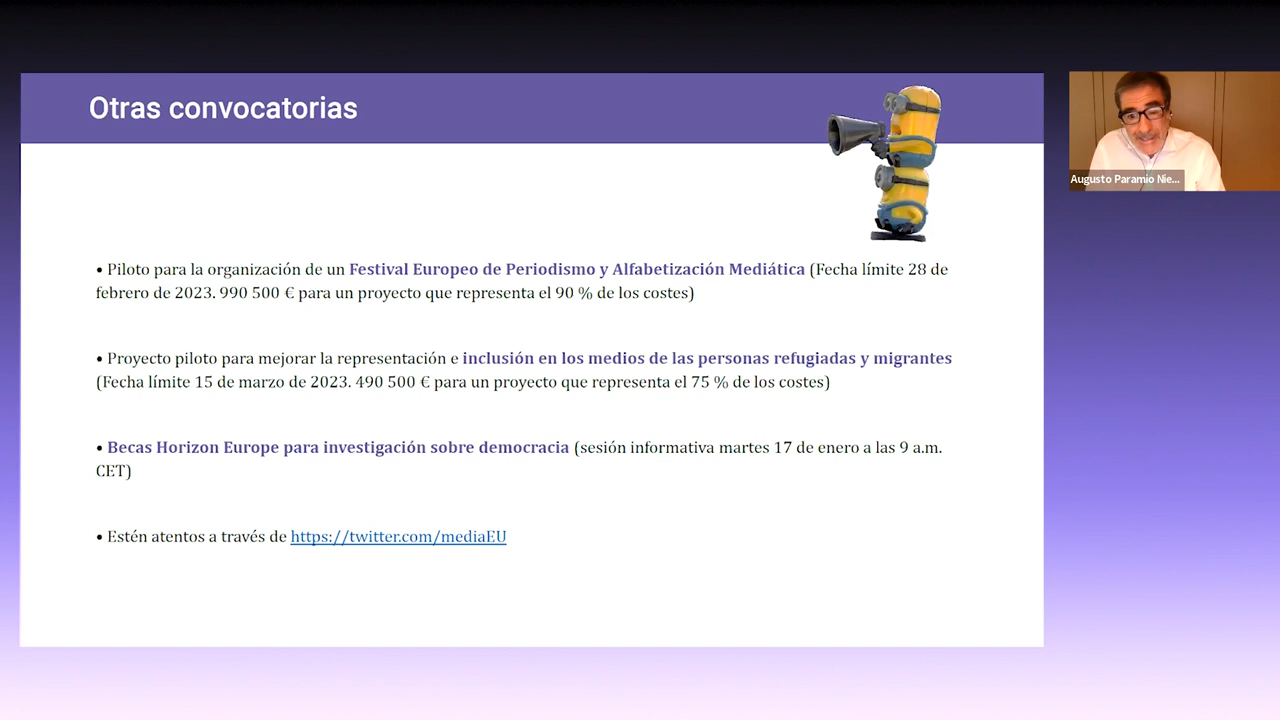 Otras convocatorias
Augusto Paramio Nie...
• Piloto para la organización de un Festival Europeo de Periodismo y Alfabetización Mediática (Fecha límite 28 de
febrero de 2023. 990 500 € para un proyecto que representa el 90 % de los costes)
• Proyecto piloto para mejorar la representación e inclusión en los medios de las personas refugiadas y migrantes
(Fecha límite 15 de marzo de 2023. 490 500 € para un proyecto que representa el 75 % de los costes)
• Becas Horizon Europe para investigación sobre democracia (sesión informativa martes 17 de enero a las 9 a.m.
CET)
• Estén atentos a través de https://twitter.com/mediaEU